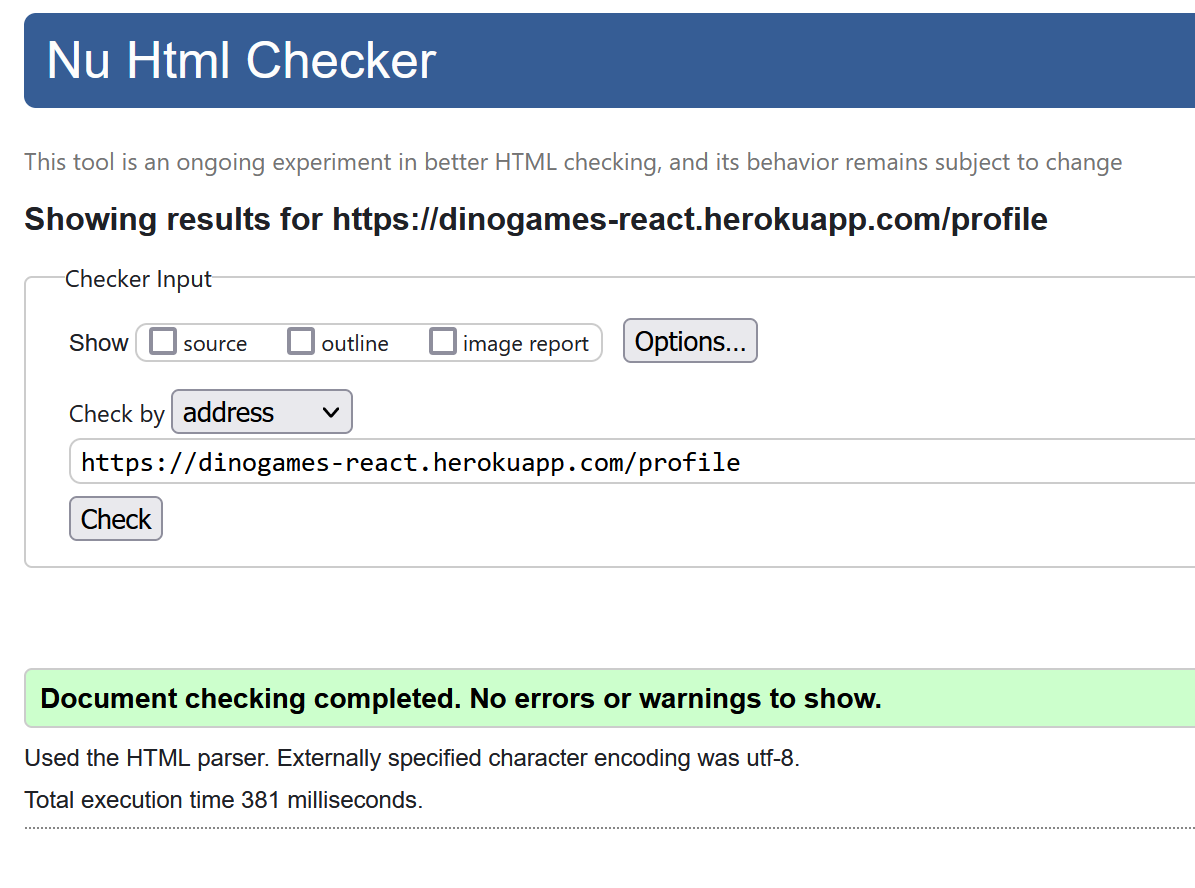 Nu Html Checker
This tool is an ongoing experiment in better HTML checking, and its behavior remains subject to change
Showing results for https://dinogames-react.herokuapp.com/profile
Checker Input
Show source outline image report Options...
Check by address
https://dinogames-react.herokuapp.com/profile
Check
Document checking completed. No errors or warnings to show.
Used the HTML parser. Externally specified character encoding was utf-8.
Total execution time 381 milliseconds.